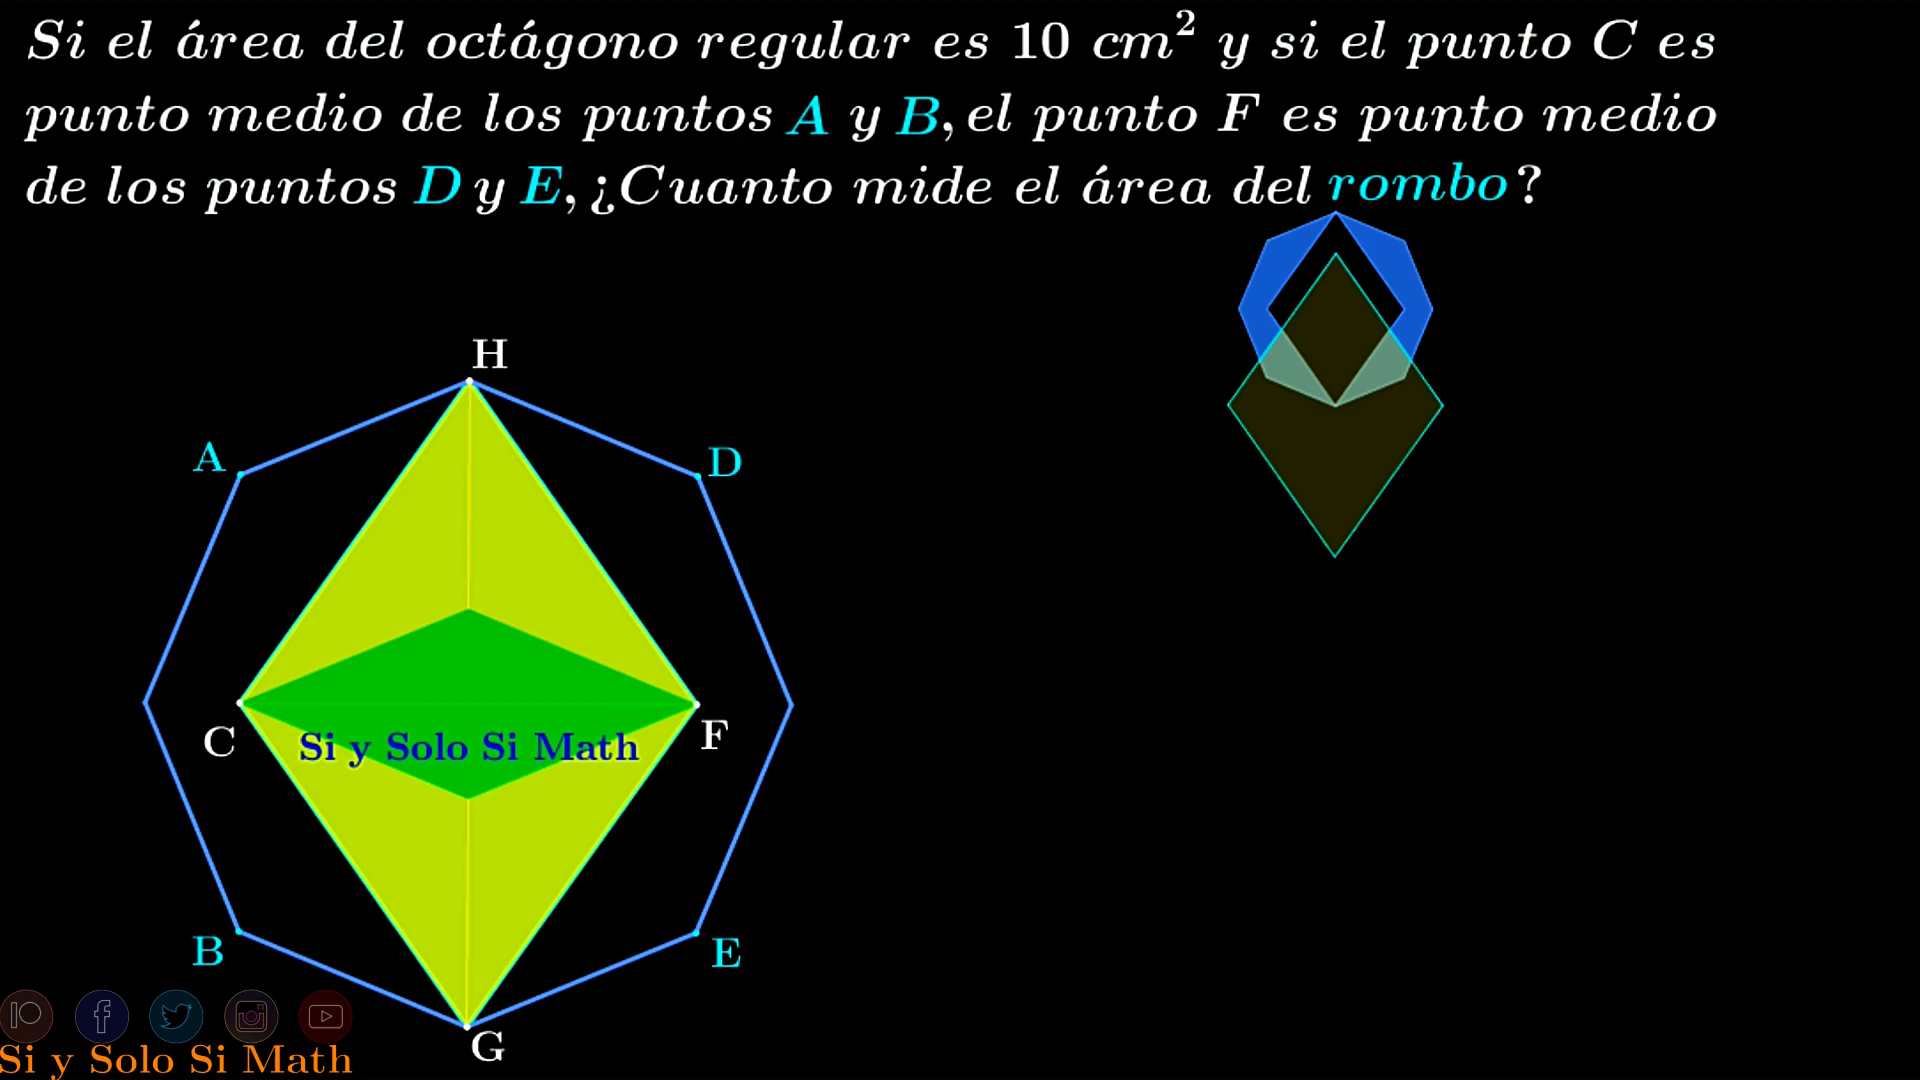 Si el área del octágono regular es 10 cm² y si el punto C es
punto medio de los puntos A y B, el punto F es punto medio
de los puntos D y E, ¿Cuanto mide el área del rombo?
H
A
D
C
F
Si y Solo Si Math
B
E
G
Si y Solo Si Math